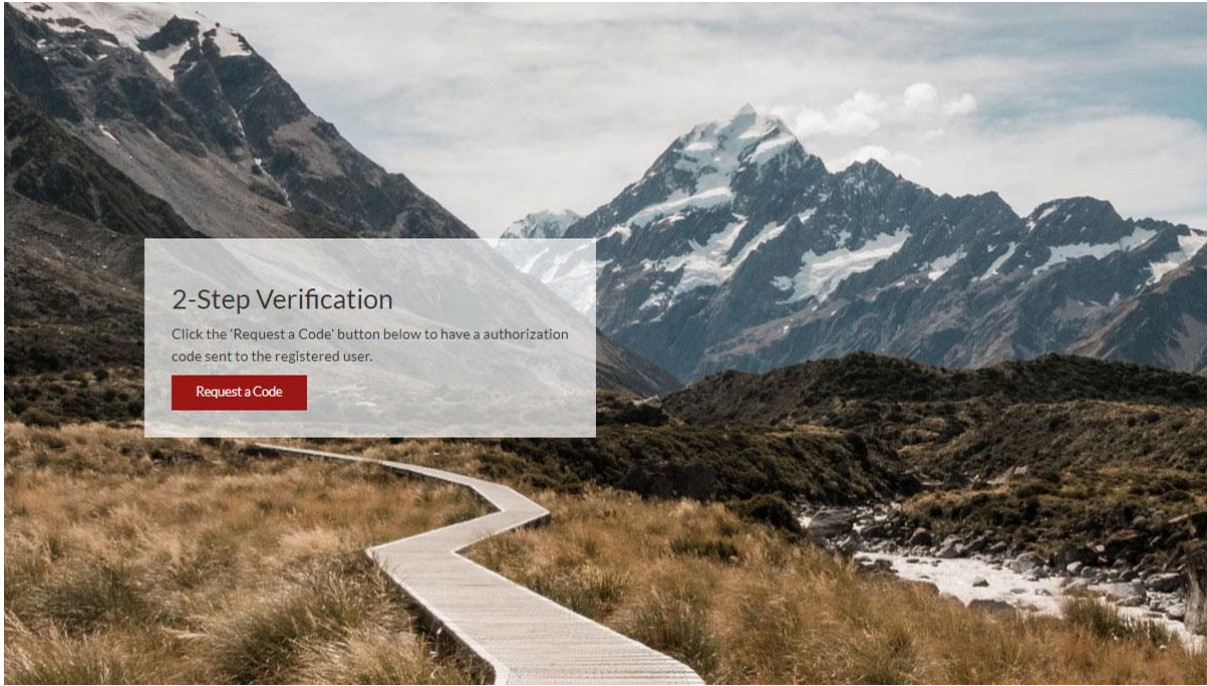 2-Step Verification
Click the 'Request a Code' button below to have a authorization
code sent to the registered user.
Request a Code